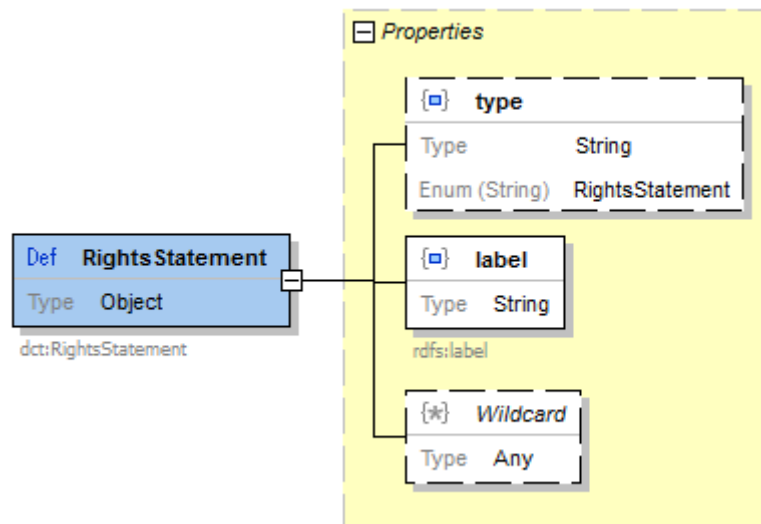 Properties
{} type
Type String
Enum (String) RightsStatement
Def RightsStatement
Type Object
dct:RightsStatement
{} label
Type String
rdfs:label
{*} Wildcard
Type Any